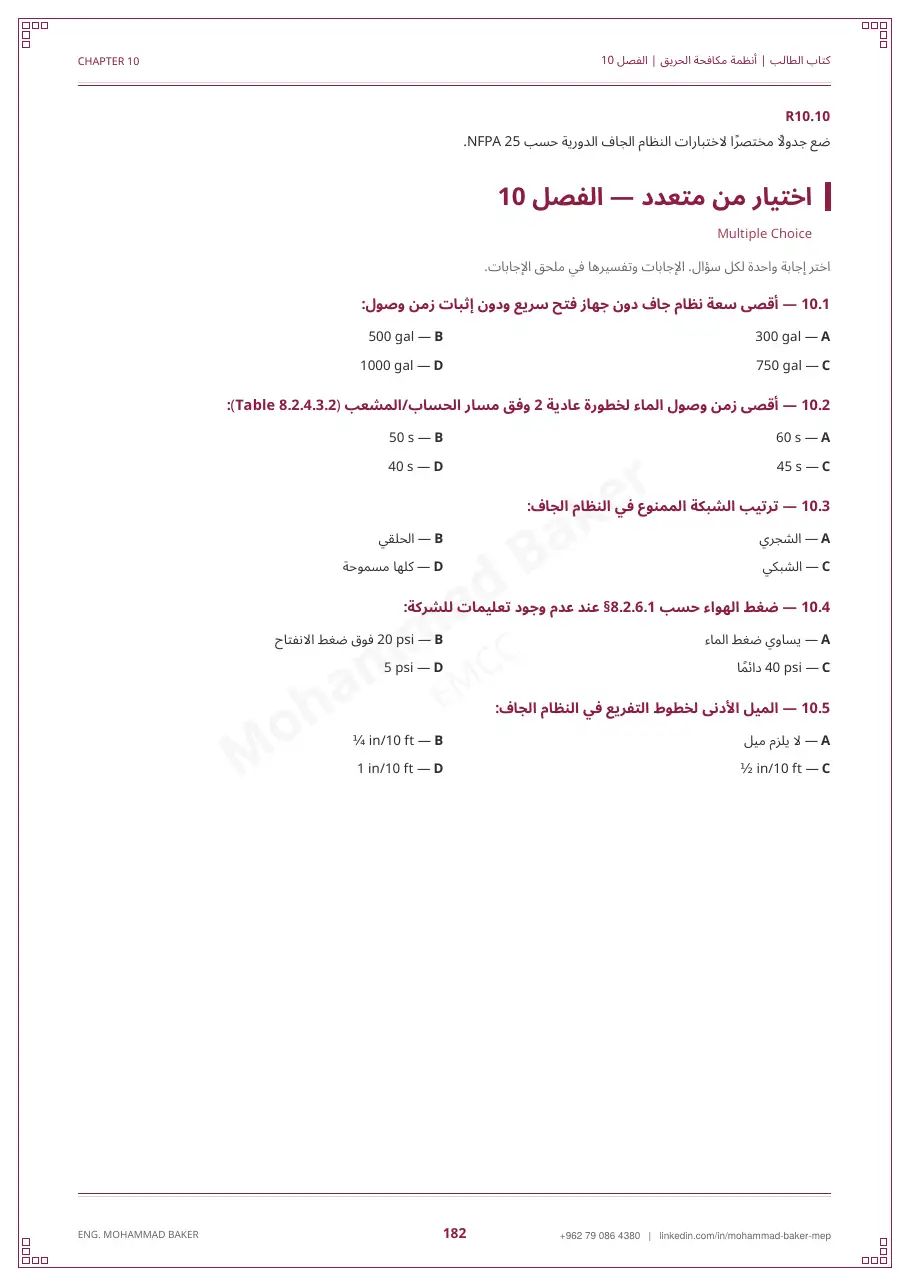 كتاب الطالب | أنظمة مكافحة الحريق | الفصل 10
CHAPTER 10
R10.10
ضع جدولًا مختصرًا لاختبارات النظام الجاف الدورية حسب NFPA 25.
اختيار من متعدد — الفصل 10
Multiple Choice
اختر إجابة واحدة لكل سؤال. الإجابات وتفسيرها في ملحق الإجابات.
10.1 — أقصى سعة نظام جاف دون جهاز فتح سريع ودون إثبات زمن وصول:
A — 300 gal
B — 500 gal
C — 750 gal
D — 1000 gal
10.2 — أقصى زمن وصول الماء لخطورة عادية 2 وفق مسار الحساب/المشعب (Table 8.2.4.3.2):
A — 60 s
B — 50 s
C — 45 s
D — 40 s
10.3 — ترتيب الشبكة الممنوع في النظام الجاف:
A — الشجري
B — الحلقي
C — الشبكي
D — كلها مسموحة
10.4 — ضغط الهواء حسب §8.2.6.1 عند عدم وجود تعليمات للشركة:
A — يساوي ضغط الماء
B — 20 psi فوق ضغط الانفتاح
C — 40 psi دائمًا
D — 5 psi
10.5 — الميل الأدنى لخطوط التفريع في النظام الجاف:
A — لا يلزم ميل
B — ¼ in/10 ft
C — ½ in/10 ft
D — 1 in/10 ft
Mohammad Baker
EMCC
ENG. MOHAMMAD BAKER
182
+962 79 086 4380 | linkedin.com/in/mohammad-baker-mep